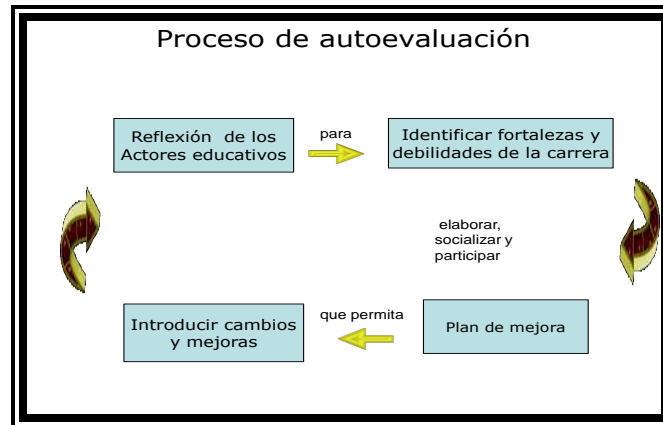 Proceso de autoevaluación
Reflexión de los
Actores educativos
para
Identificar fortalezas y
debilidades de la carrera
elaborar,
socializar y
participar
Introducir cambios
y mejoras
que permita
Plan de mejora